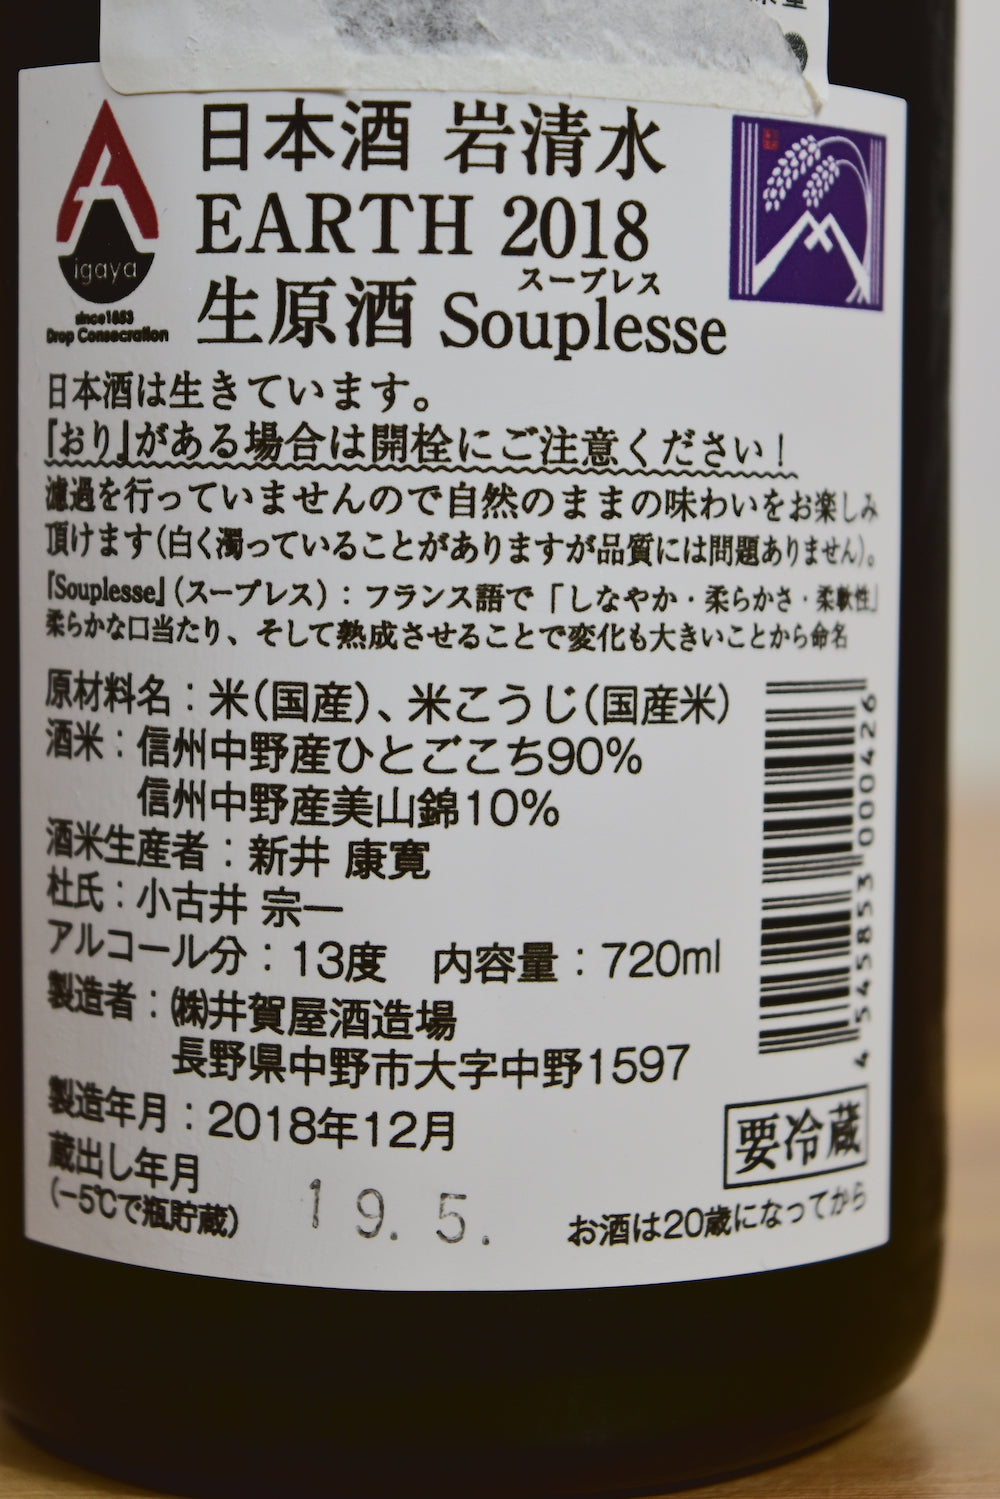 日本酒 岩清水
EARTH 2018
スープレス
生原酒 Souplesse
igaya
since1853
Drop Consecration
日本酒は生きています。
『おり』がある場合は開栓にご注意ください！
濾過を行っていませんので自然のままの味わいをお楽しみ
頂けます(白く濁っていることがありますが品質には問題ありません)。
『Souplesse』(スープレス)：フランス語で「しなやか・柔らかさ・柔軟性」
柔らかな口当たり、そして熟成させることで変化も大きいことから命名
原材料名：米(国産)、米こうじ(国産米)
酒米：信州中野産ひとごこち90%
信州中野産美山錦10%
酒米生産者：新井 康寛
杜氏：小古井 宗一
アルコール分：13度　内容量：720ml
製造者：㈱井賀屋酒造場
長野県中野市大字中野1597
製造年月：2018年12月
蔵出し年月
(−5℃で瓶貯蔵)
19. 5.
4545853000426
要冷蔵
お酒は20歳になってから